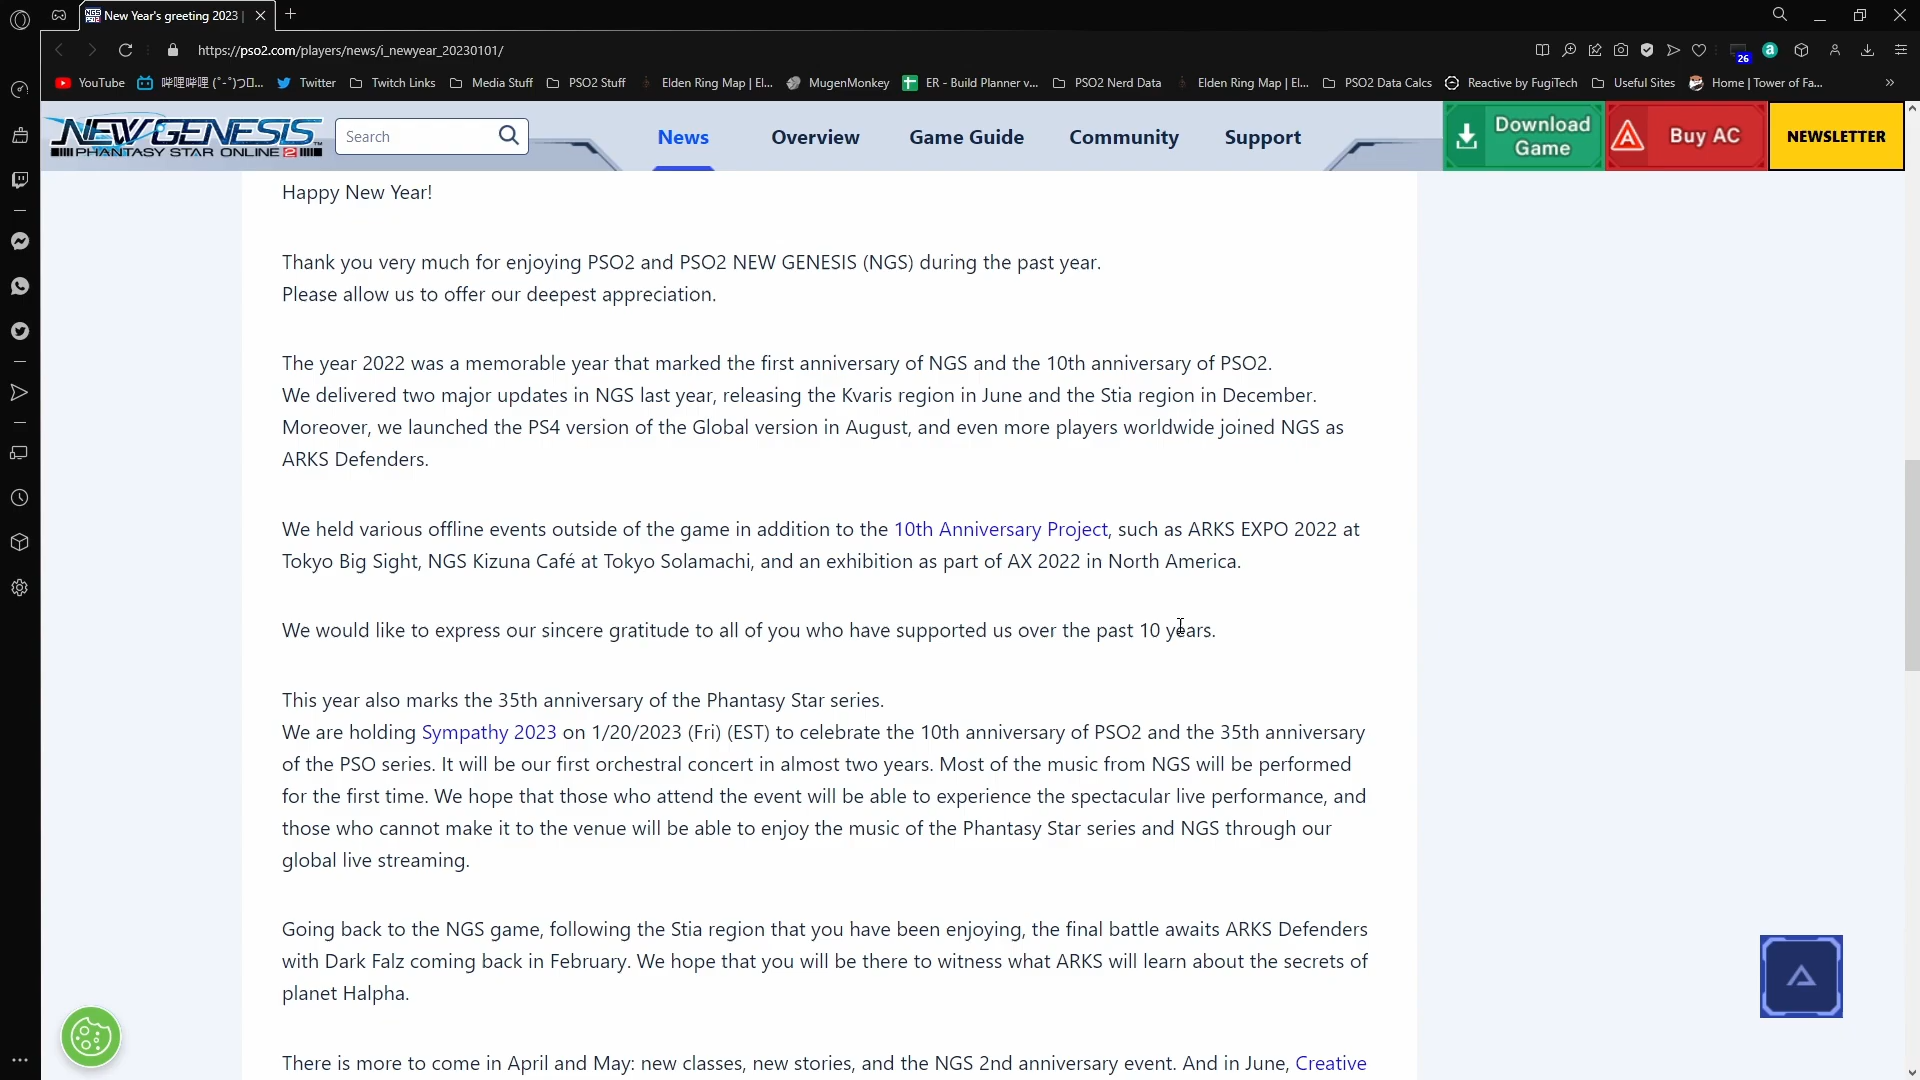 New Year's greeting 2023 |
https://pso2.com/players/news/i_newyear_20230101/
26
YouTube
哔哩哔哩 (゜-゜)つ
Twitter
Twitch Links
Media Stuff
PSO2 Stuff
Elden Ring Map | El...
MugenMonkey
ER - Build Planner v...
PSO2 Nerd Data
Elden Ring Map | El...
PSO2 Data Calcs
Reactive by FugiTech
Useful Sites
Home | Tower of Fa...
NEW GENESIS
PHANTASY STAR ONLINE 2
Search
News
Overview
Game Guide
Community
Support
Download
Game
Buy AC
NEWSLETTER
Happy New Year!
Thank you very much for enjoying PSO2 and PSO2 NEW GENESIS (NGS) during the past year.
Please allow us to offer our deepest appreciation.
The year 2022 was a memorable year that marked the first anniversary of NGS and the 10th anniversary of PSO2.
We delivered two major updates in NGS last year, releasing the Kvaris region in June and the Stia region in December.
Moreover, we launched the PS4 version of the Global version in August, and even more players worldwide joined NGS as
ARKS Defenders.
We held various offline events outside of the game in addition to the 10th Anniversary Project, such as ARKS EXPO 2022 at
Tokyo Big Sight, NGS Kizuna Café at Tokyo Solamachi, and an exhibition as part of AX 2022 in North America.
We would like to express our sincere gratitude to all of you who have supported us over the past 10 years.
This year also marks the 35th anniversary of the Phantasy Star series.
We are holding Sympathy 2023 on 1/20/2023 (Fri) (EST) to celebrate the 10th anniversary of PSO2 and the 35th anniversary
of the PSO series. It will be our first orchestral concert in almost two years. Most of the music from NGS will be performed
for the first time. We hope that those who attend the event will be able to experience the spectacular live performance, and
those who cannot make it to the venue will be able to enjoy the music of the Phantasy Star series and NGS through our
global live streaming.
Going back to the NGS game, following the Stia region that you have been enjoying, the final battle awaits ARKS Defenders
with Dark Falz coming back in February. We hope that you will be there to witness what ARKS will learn about the secrets of
planet Halpha.
There is more to come in April and May: new classes, new stories, and the NGS 2nd anniversary event. And in June, Creative